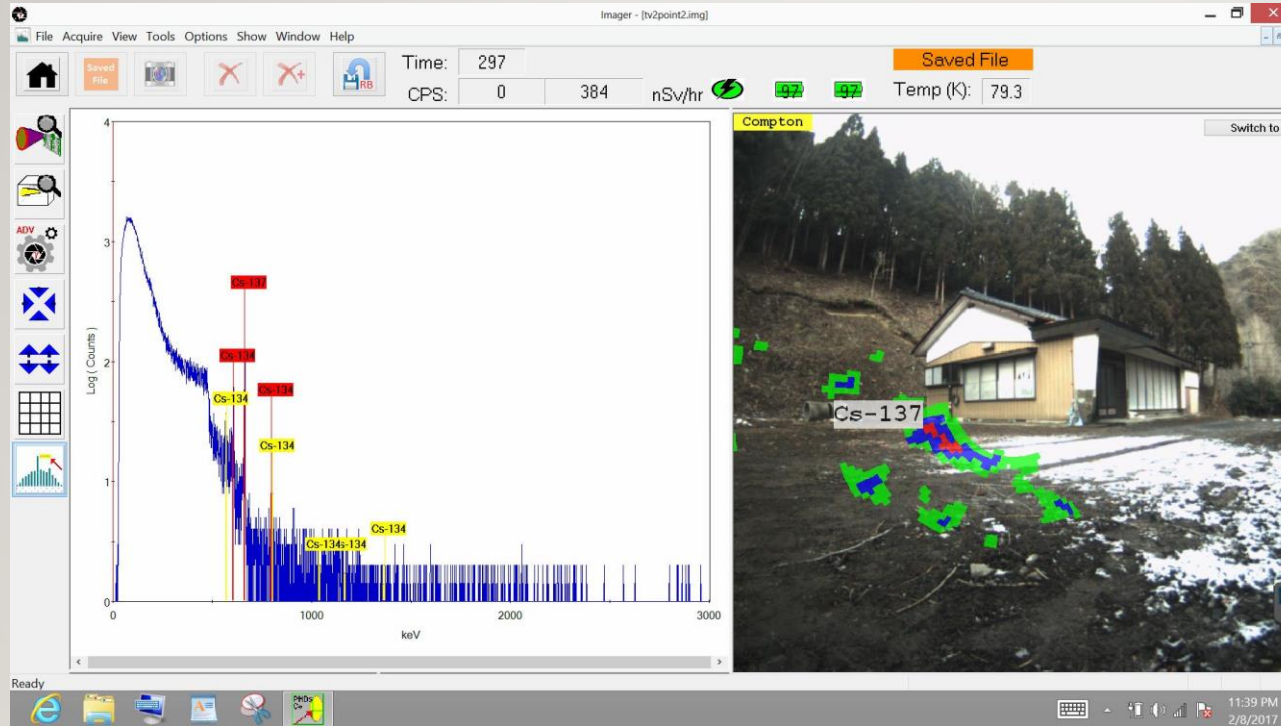 Imager - [tv2point2.img]
File Acquire View Tools Options Show Window Help
Saved File
RB
Time: 297
CPS: 0 384 nSv/hr
97 97
Saved File
Temp (K): 79.3
ADV
Log ( Counts )
4
3
2
1
0
0 1000 2000 3000
keV
Cs-137
Cs-134
Cs-134
Cs-134
Cs-134
Cs-134
s-134
Cs-134
Compton
Switch to
Cs-137
Ready
PHDs
11:39 PM
2/8/2017